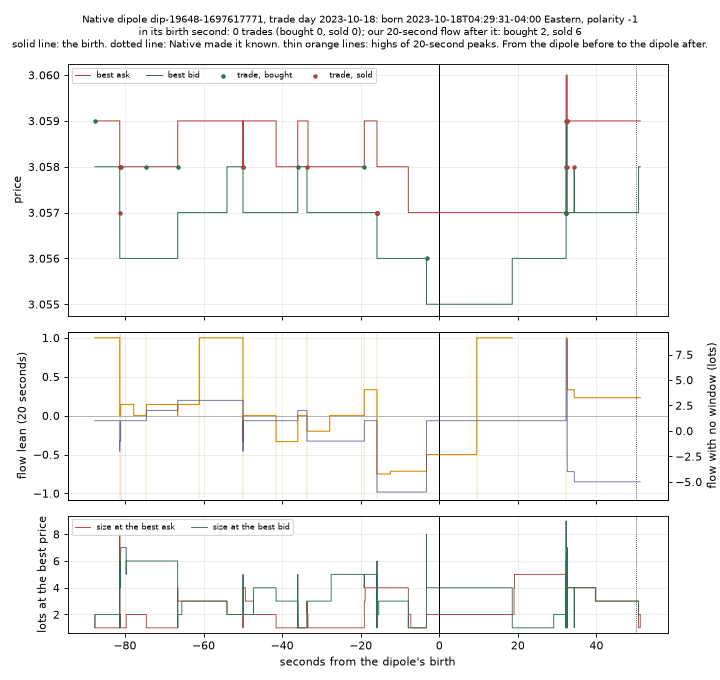 Native dipole dip-19648-1697617771, trade day 2023-10-18: born 2023-10-18T04:29:31-04:00 Eastern, polarity -1
in its birth second: 0 trades (bought 0, sold 0); our 20-second flow after it: bought 2, sold 6
solid line: the birth. dotted line: Native made it known. thin orange lines: highs of 20-second peaks. From the dipole before to the dipole after.
best ask
best bid
trade, bought
trade, sold
3.060
3.059
3.058
3.057
3.056
3.055
price
1.0
0.5
0.0
−0.5
−1.0
flow lean (20 seconds)
7.5
5.0
2.5
0.0
−2.5
−5.0
flow with no window (lots)
size at the best ask
size at the best bid
8
6
4
2
lots at the best price
−80
−60
−40
−20
0
20
40
seconds from the dipole's birth